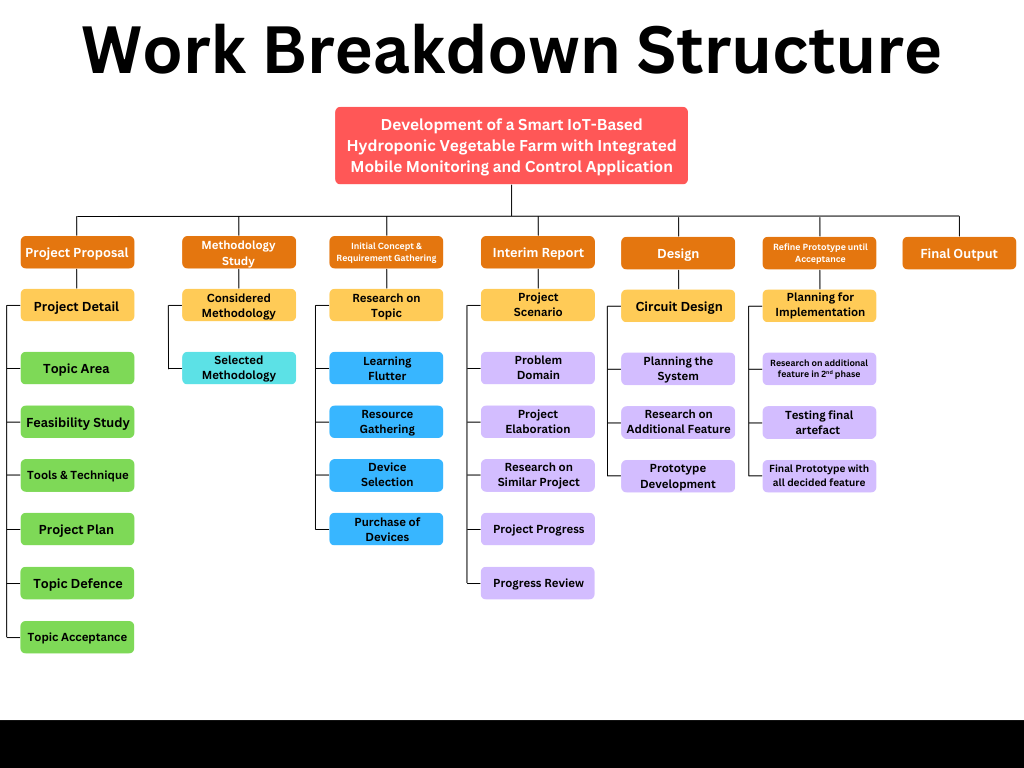 Work Breakdown Structure
Development of a Smart IoT-Based
Hydroponic Vegetable Farm with Integrated
Mobile Monitoring and Control Application
Project Proposal
Project Detail
Topic Area
Feasibility Study
Tools & Technique
Project Plan
Topic Defence
Topic Acceptance
Methodology
Study
Considered
Methodology
Selected
Methodology
Initial Concept &
Requirement Gathering
Research on
Topic
Learning
Flutter
Resource
Gathering
Device
Selection
Purchase of
Devices
Interim Report
Project
Scenario
Problem
Domain
Project
Elaboration
Research on
Similar Project
Project Progress
Progress Review
Design
Circuit Design
Planning the
System
Research on
Additional Feature
Prototype
Development
Refine Prototype until
Acceptance
Planning for
Implementation
Research on additional
feature in 2ⁿᵈ phase
Testing final
artefact
Final Prototype with
all decided feature
Final Output